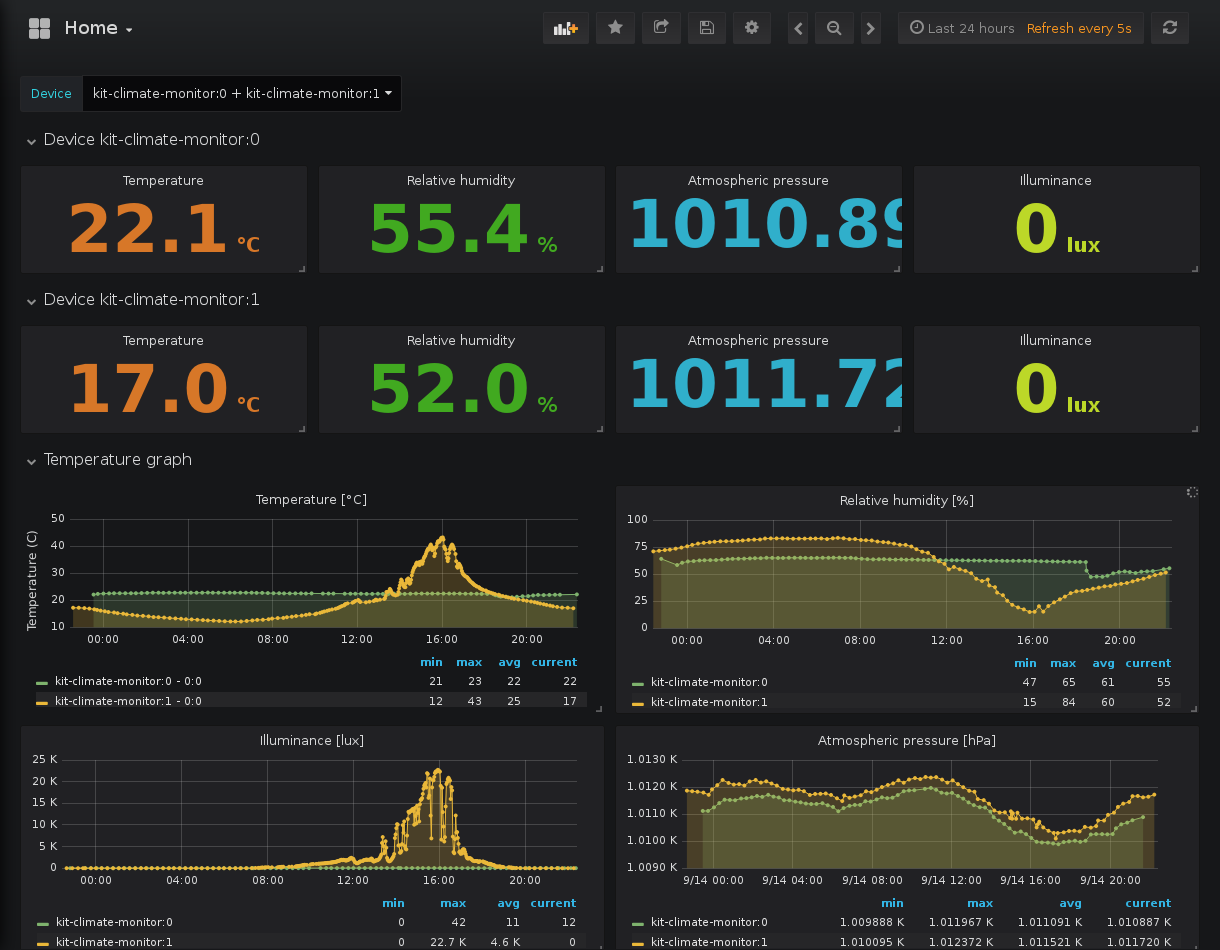 Home
Last 24 hours Refresh every 5s
Device kit-climate-monitor:0 + kit-climate-monitor:1
Device kit-climate-monitor:0
Temperature Relative humidity Atmospheric pressure Illuminance
22.1 °C 55.4 % 1010.89 0 lux
Device kit-climate-monitor:1
Temperature Relative humidity Atmospheric pressure Illuminance
17.0 °C 52.0 % 1011.72 0 lux
Temperature graph
Temperature [°C]
Temperature (C)
50
40
30
20
10
00:00 04:00 08:00 12:00 16:00 20:00
min max avg current
kit-climate-monitor:0 - 0:0 21 23 22 22
kit-climate-monitor:1 - 0:0 12 43 25 17
Relative humidity [%]
100
75
50
25
0
00:00 04:00 08:00 12:00 16:00 20:00
min max avg current
kit-climate-monitor:0 47 65 61 55
kit-climate-monitor:1 15 84 60 52
Illuminance [lux]
25 K
20 K
15 K
10 K
5 K
0
00:00 04:00 08:00 12:00 16:00 20:00
min max avg current
kit-climate-monitor:0 0 42 11 12
kit-climate-monitor:1 0 22.7 K 4.6 K 0
Atmospheric pressure [hPa]
1.0130 K
1.0120 K
1.0110 K
1.0100 K
1.0090 K
9/14 00:00 9/14 04:00 9/14 08:00 9/14 12:00 9/14 16:00 9/14 20:00
min max avg current
kit-climate-monitor:0 1.009888 K 1.011967 K 1.011091 K 1.010887 K
kit-climate-monitor:1 1.010095 K 1.012372 K 1.011521 K 1.011720 K